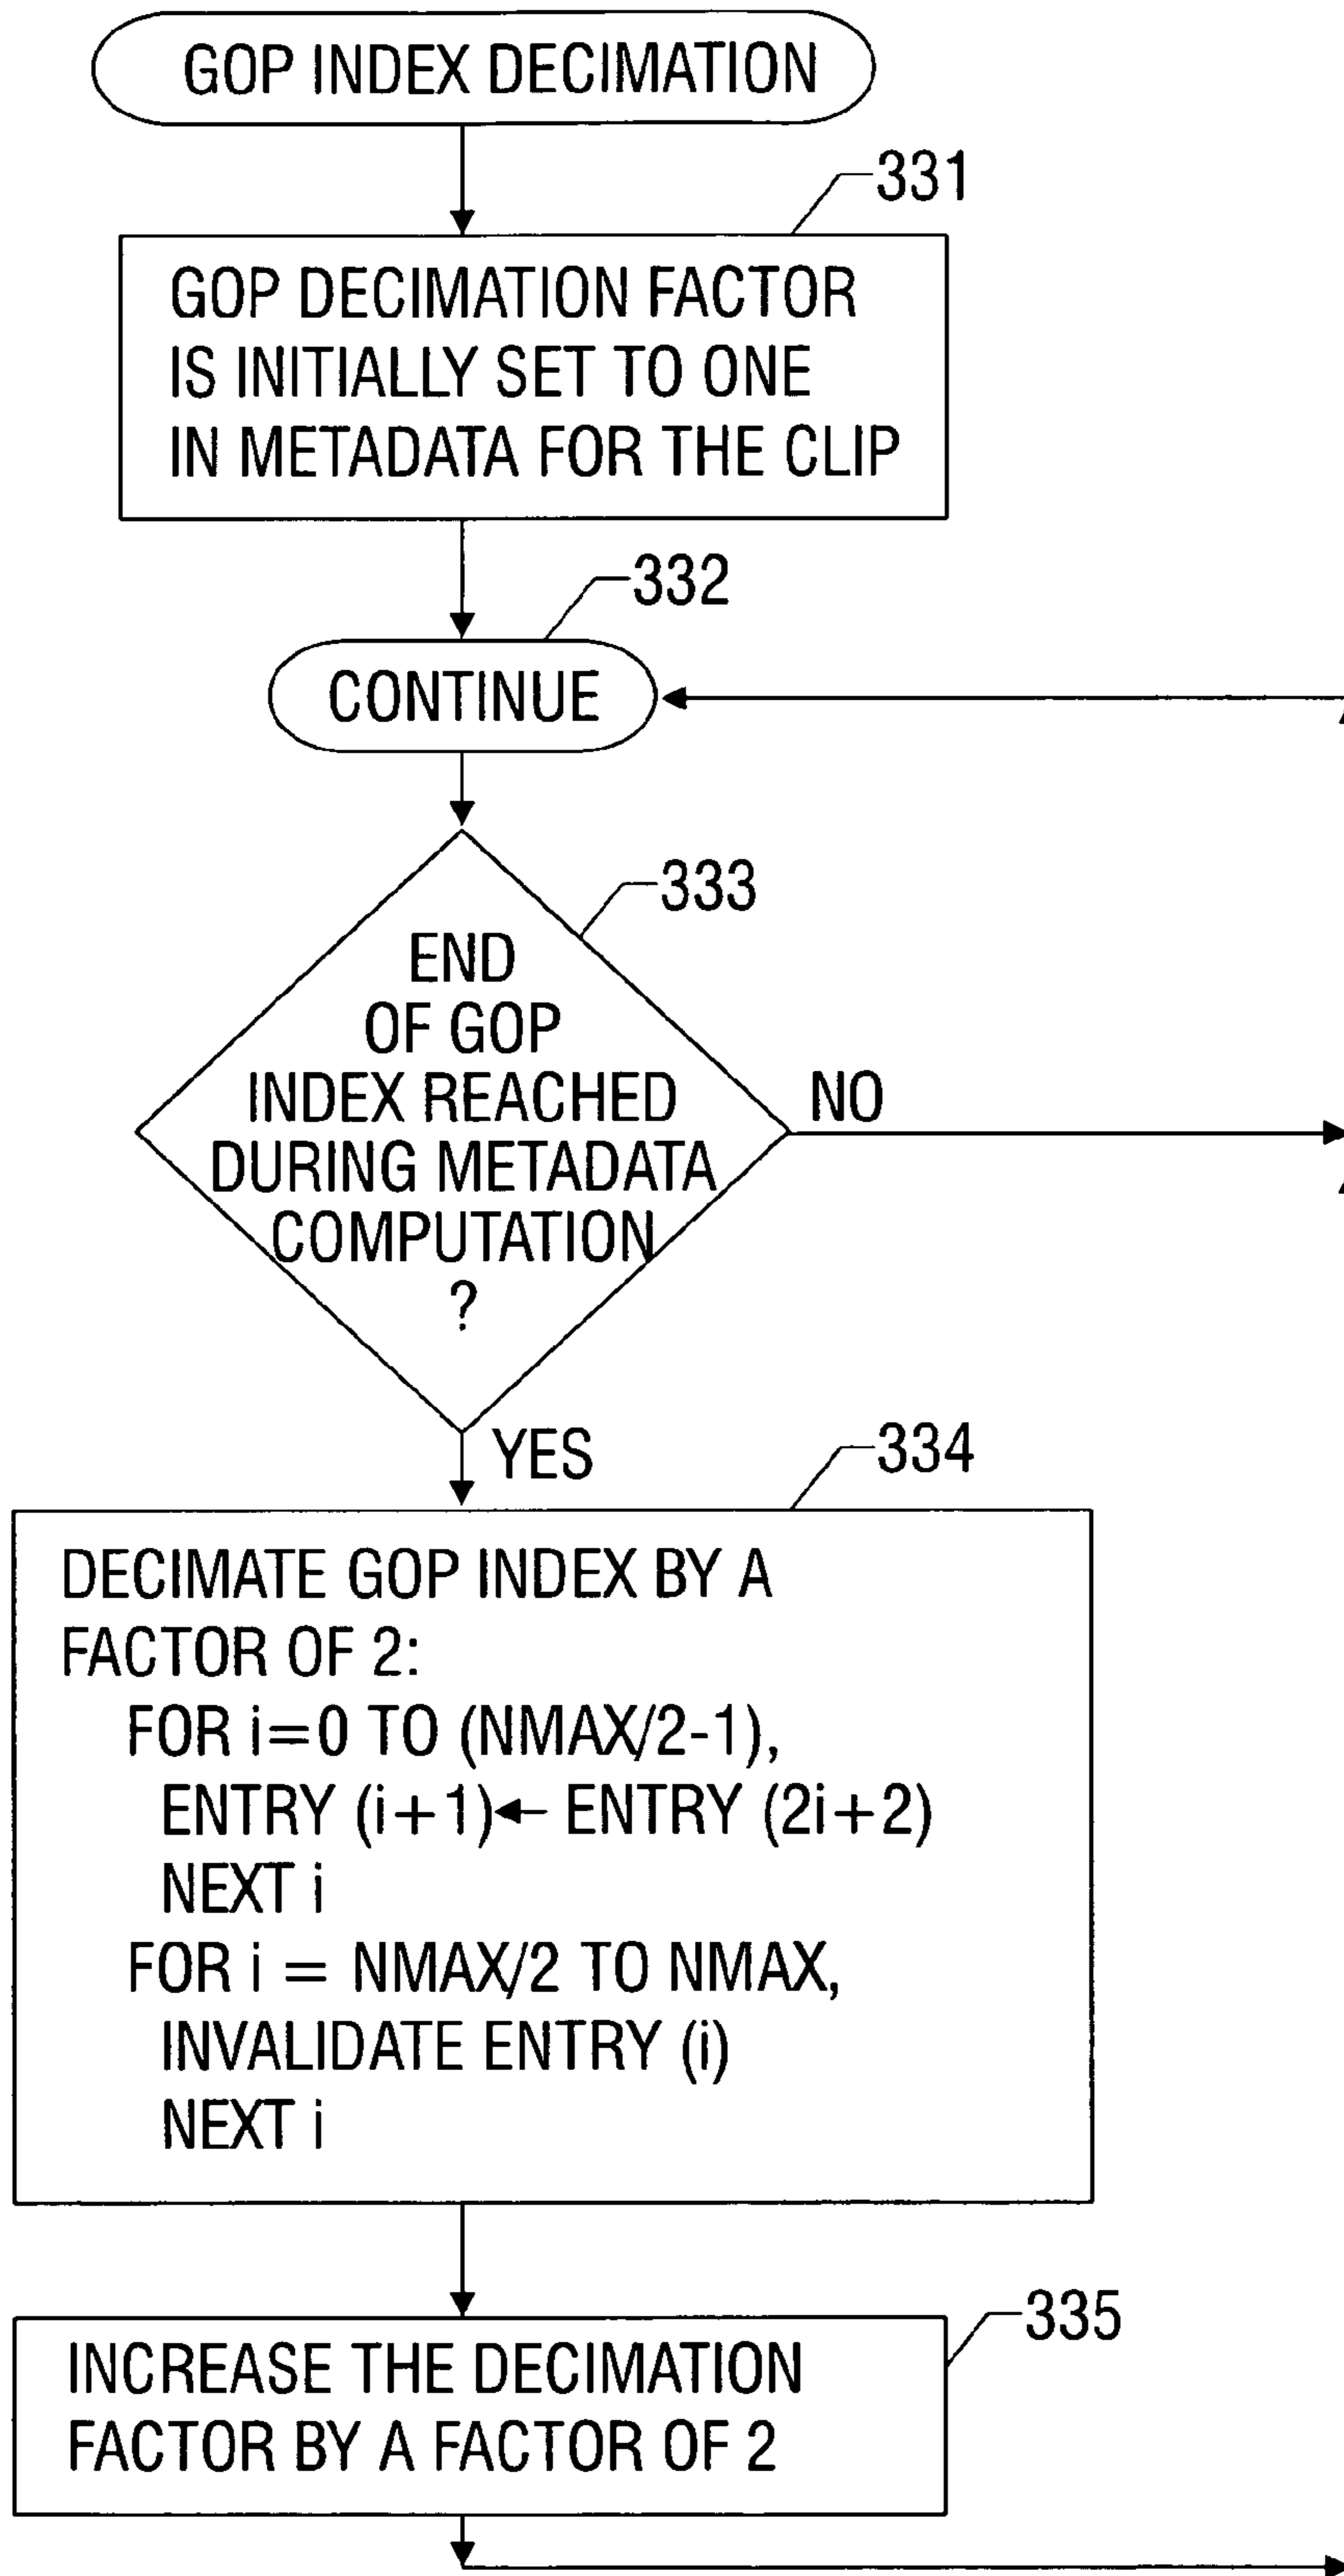 GOP INDEX DECIMATION
331
GOP DECIMATION FACTOR
IS INITIALLY SET TO ONE
IN METADATA FOR THE CLIP
332
CONTINUE
333
END
OF GOP
INDEX REACHED
DURING METADATA
COMPUTATION
?
NO
YES
334
DECIMATE GOP INDEX BY A
FACTOR OF 2:
FOR i=0 TO (NMAX/2-1),
ENTRY (i+1)← ENTRY (2i+2)
NEXT i
FOR i = NMAX/2 TO NMAX,
INVALIDATE ENTRY (i)
NEXT i
335
INCREASE THE DECIMATION
FACTOR BY A FACTOR OF 2